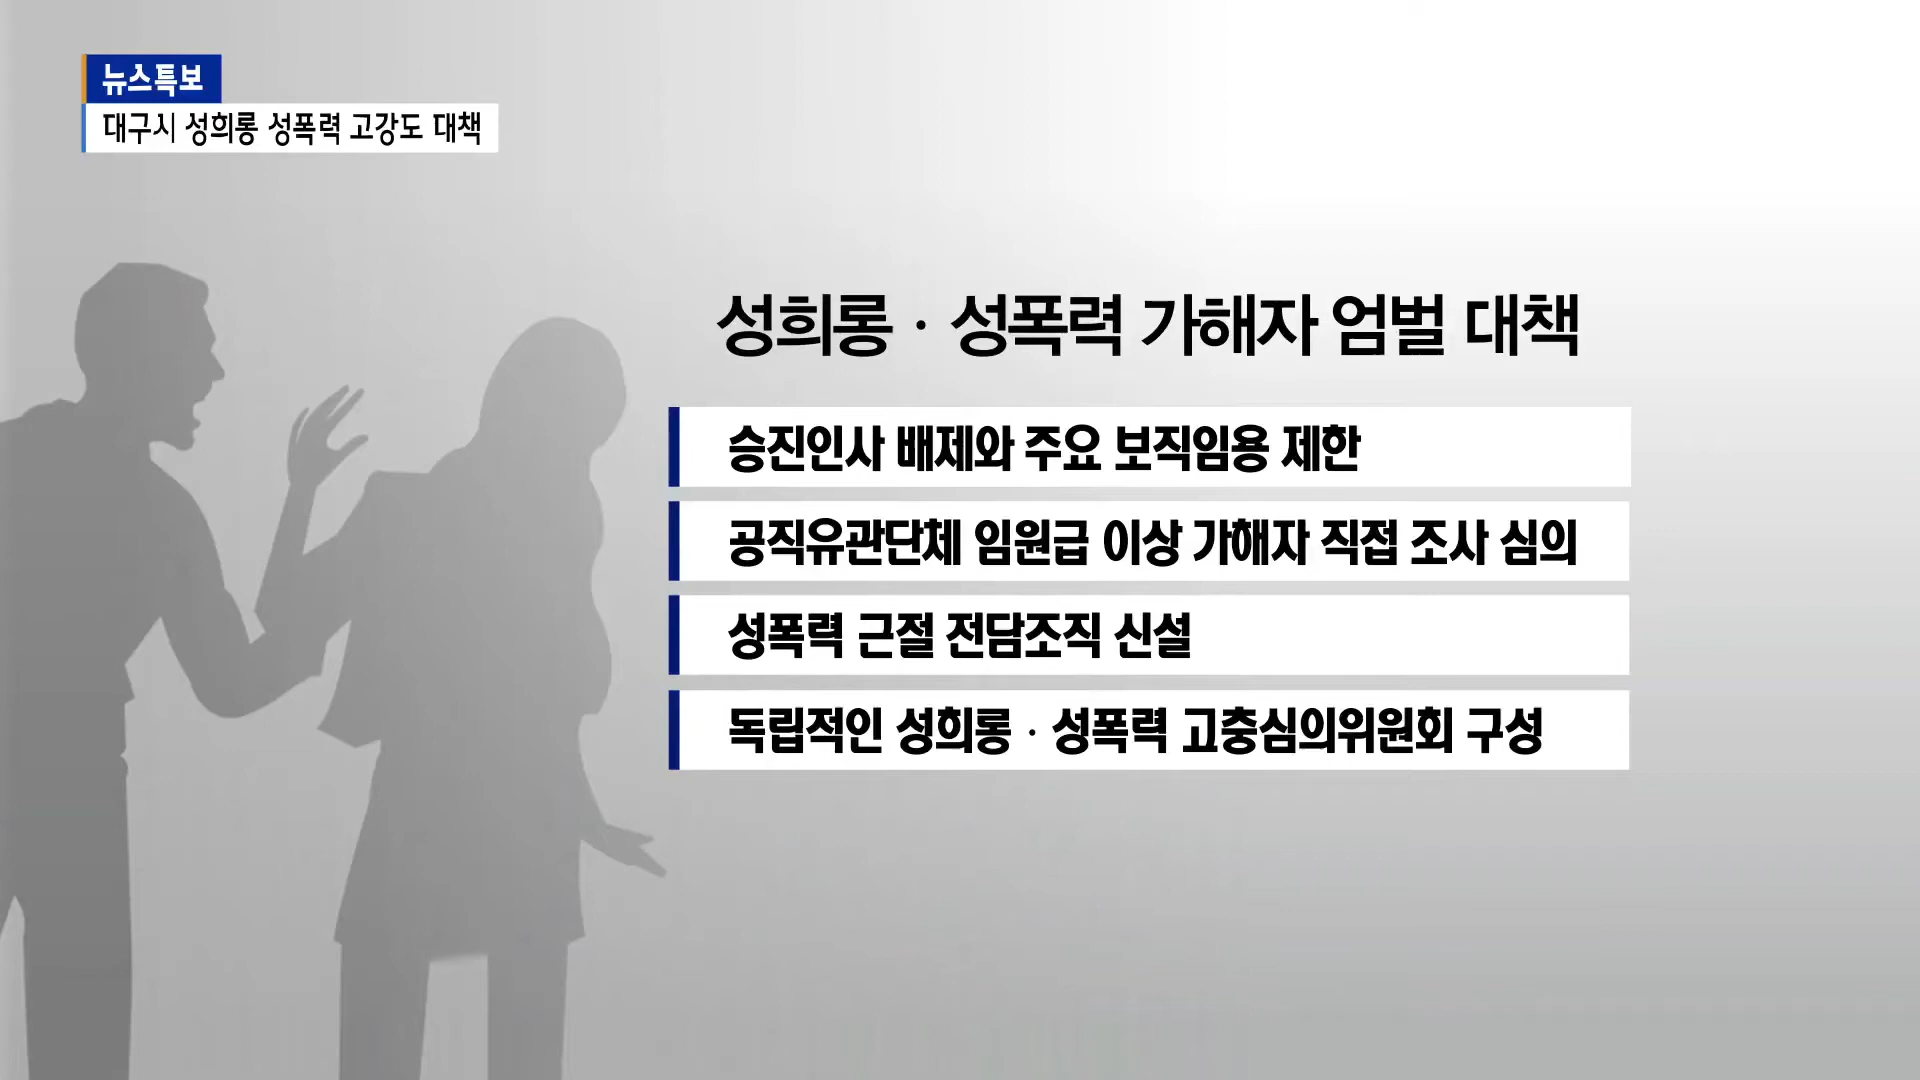 뉴스특보
대구시 성희롱 성폭력 고강도 대책
성희롱 · 성폭력 가해자 엄벌 대책
승진인사 배제와 주요 보직임용 제한
공직유관단체 임원급 이상 가해자 직접 조사 심의
성폭력 근절 전담조직 신설
독립적인 성희롱 · 성폭력 고충심의위원회 구성